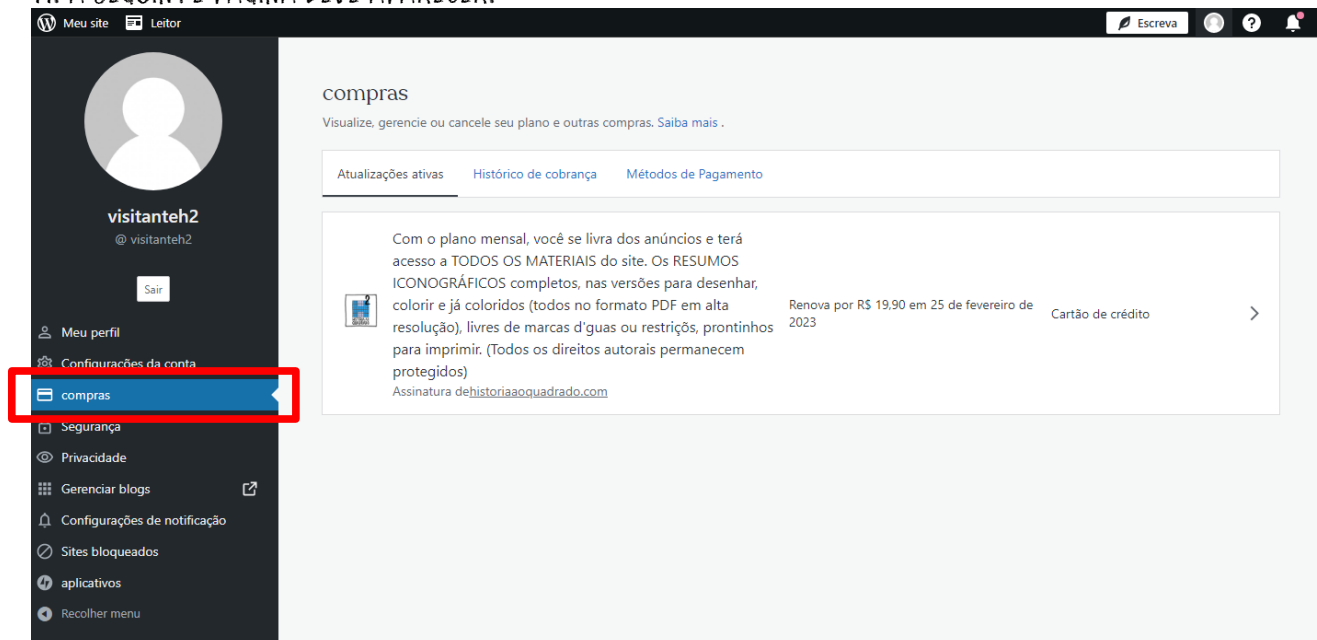 A SEGUINTE PÁGINA DEVE APARECER:
Meu site
Leitor
Escreva
visitanteh2
@ visitanteh2
Sair
Meu perfil
Configurações da conta
compras
Segurança
Privacidade
Gerenciar blogs
Configurações de notificação
Sites bloqueados
aplicativos
Recolher menu
compras
Visualize, gerencie ou cancele seu plano e outras compras. Saiba mais .
Atualizações ativas
Histórico de cobrança
Métodos de Pagamento
Com o plano mensal, você se livra dos anúncios e terá
acesso a TODOS OS MATERIAIS do site. Os RESUMOS
ICONOGRÁFICOS completos, nas versões para desenhar,
colorir e já coloridos (todos no formato PDF em alta
resolução), livres de marcas d'guas ou restriçõs, prontinhos
para imprimir. (Todos os direitos autorais permanecem
protegidos)
Assinatura dehistoriaaoquadrado.com
Renova por R$ 19,90 em 25 de fevereiro de
2023
Cartão de crédito